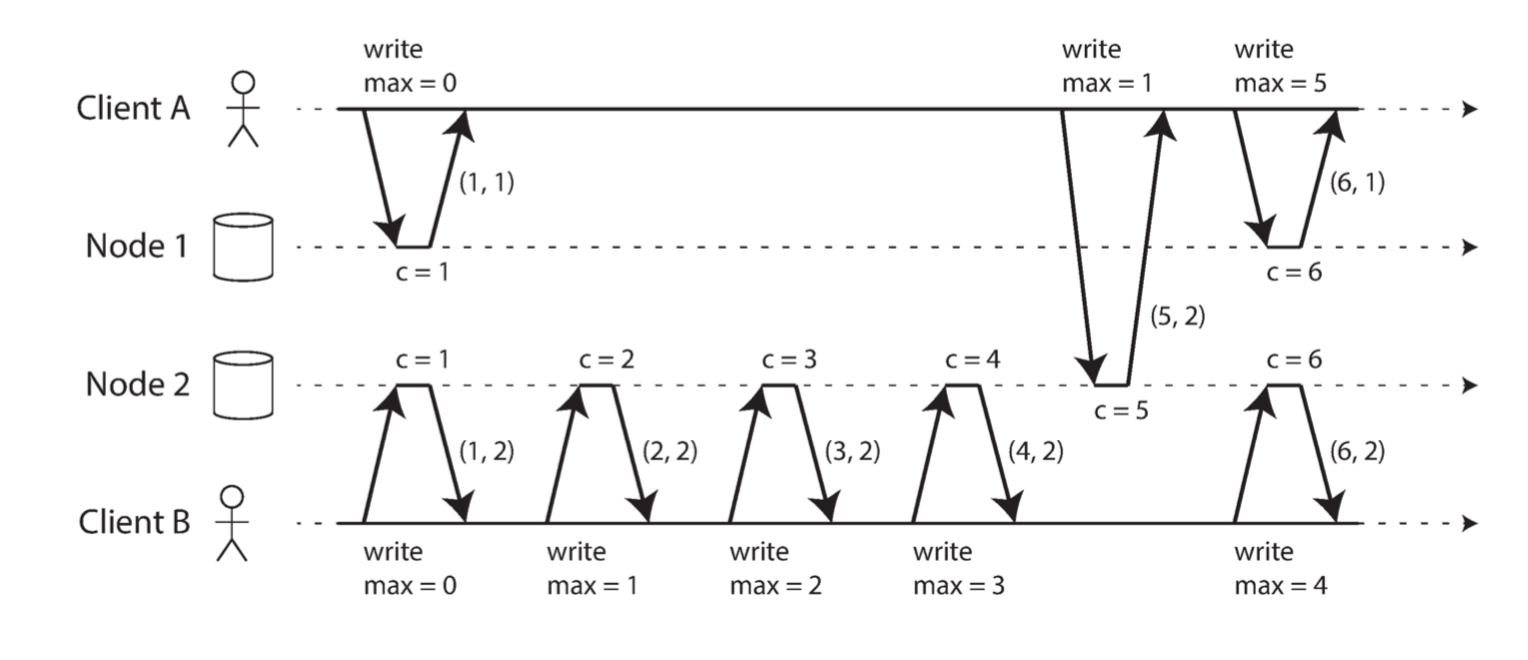 write
max = 0
write
max = 1
write
max = 5
Client A
(1, 1)
(6, 1)
Node 1
c = 1
c = 6
(5, 2)
c = 1
c = 2
c = 3
c = 4
c = 6
Node 2
c = 5
(1, 2)
(2, 2)
(3, 2)
(4, 2)
(6, 2)
Client B
write
max = 0
write
max = 1
write
max = 2
write
max = 3
write
max = 4